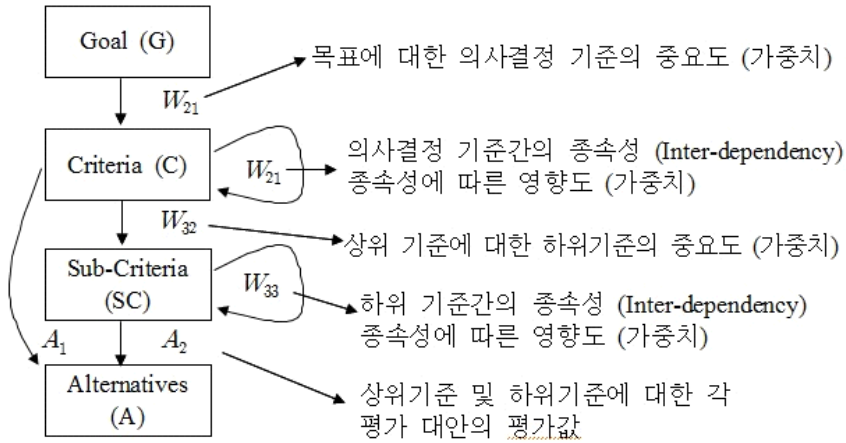 Goal (G)
목표에 대한 의사결정 기준의 중요도 (가중치)
W21
Criteria (C)
W21
의사결정 기준간의 종속성 (Inter-dependency)
종속성에 따른 영향도 (가중치)
W32
상위 기준에 대한 하위기준의 중요도 (가중치)
Sub-Criteria
(SC)
W33
하위 기준간의 종속성 (Inter-dependency)
종속성에 따른 영향도 (가중치)
A1
A2
Alternatives
(A)
상위기준 및 하위기준에 대한 각
평가 대안의 평가값